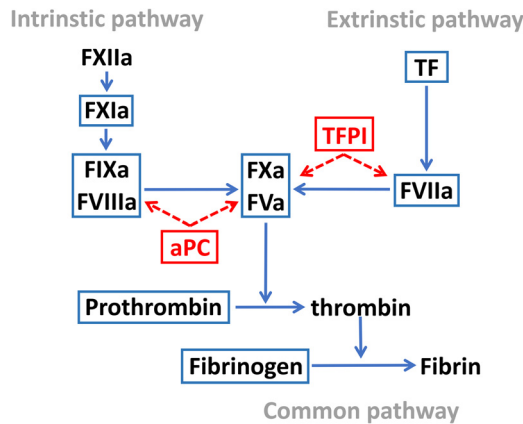 Intrinstic pathway
Extrinstic pathway
FXIIa
TF
FXIa
TFPI
FIXa
FVIIIa
FXa
FVa
FVIIa
aPC
Prothrombin
thrombin
Fibrinogen
Fibrin
Common pathway